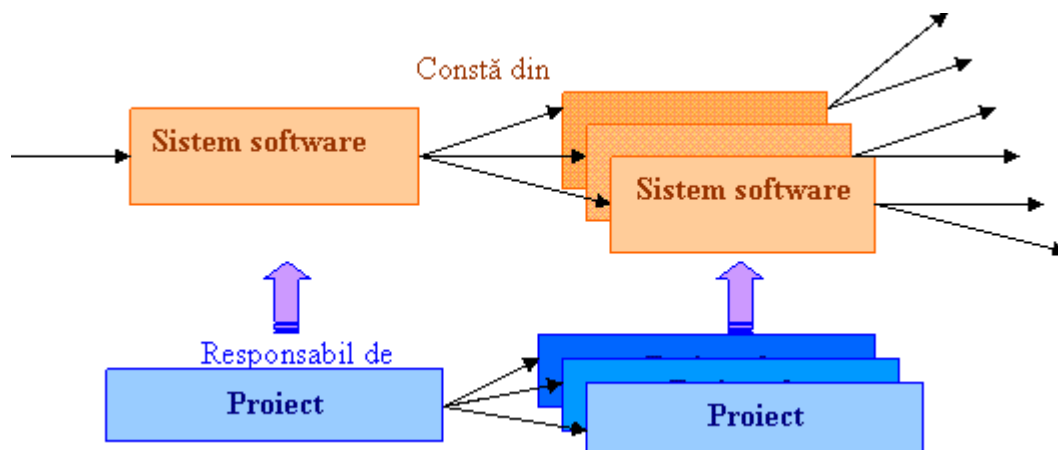 Constă din
Sistem software
Sistem software
Responsabil de
Proiect
Proiect